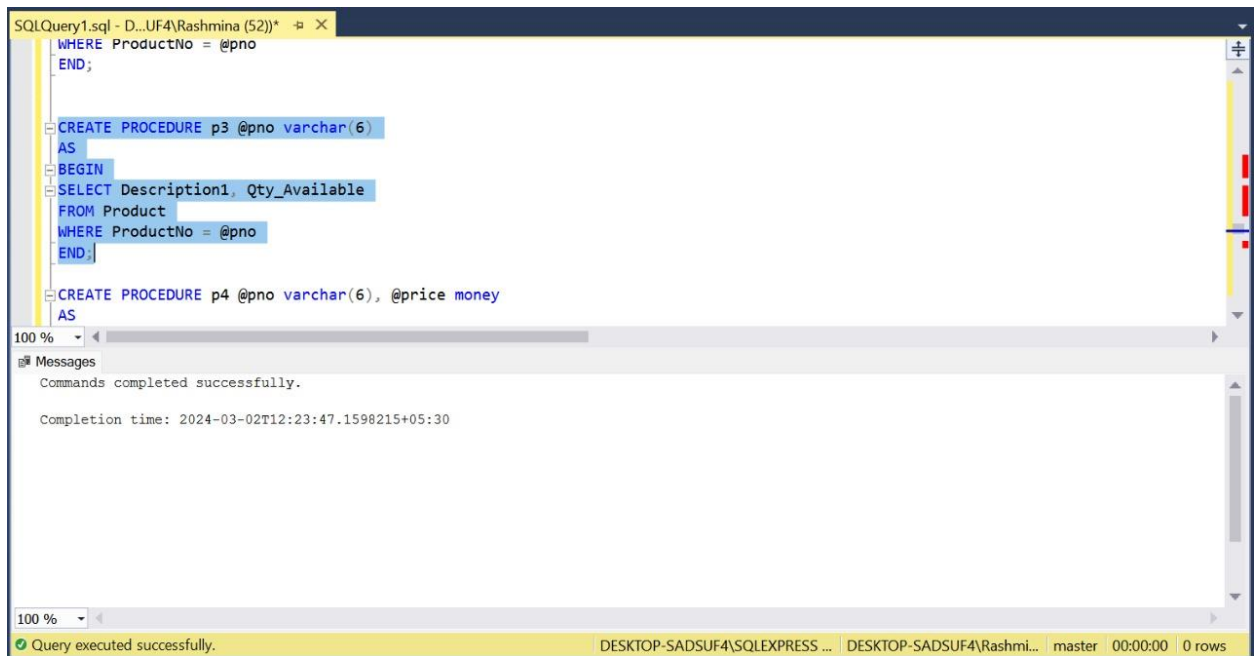 SQLQuery1.sql - D...UF4\Rashmina (52))*
WHERE ProductNo = @pno
END;
CREATE PROCEDURE p3 @pno varchar(6)
AS
BEGIN
SELECT Description1, Qty_Available
FROM Product
WHERE ProductNo = @pno
END;
CREATE PROCEDURE p4 @pno varchar(6), @price money
AS
100 %
Messages
Commands completed successfully.
Completion time: 2024-03-02T12:23:47.1598215+05:30
100 %
Query executed successfully. DESKTOP-SADSUF4\SQLEXPRESS ... DESKTOP-SADSUF4\Rashmi... master 00:00:00 0 rows